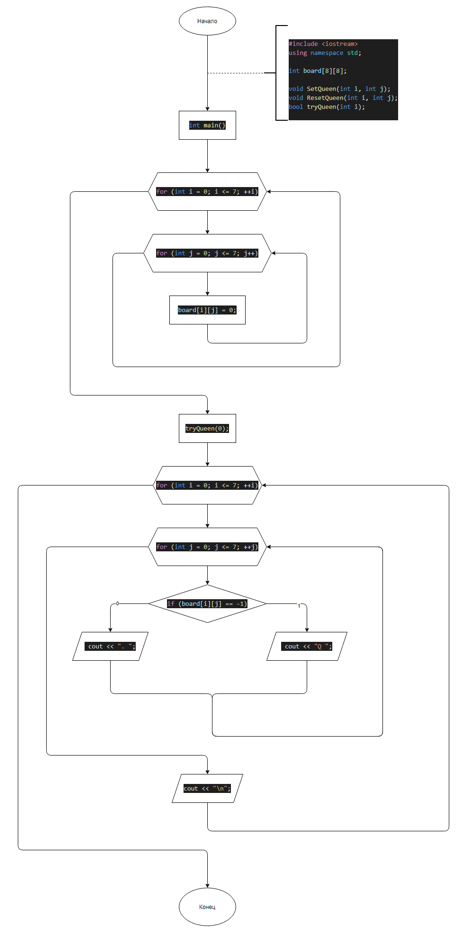 Начало
#include <iostream>
using namespace std;
int board[8][8];
void SetQueen(int i, int j);
void ResetQueen(int i, int j);
bool tryQueen(int i);
int main()
for (int i = 0; i <= 7; ++i)
for (int j = 0; j <= 7; j++)
board[i][j] = 0;
tryQueen(0);
for (int i = 0; i <= 7; ++i)
for (int j = 0; j <= 7; ++j)
if (board[i][j] == -1)
0
1
cout << ". ";
cout << "Q ";
cout << "\n";
Конец